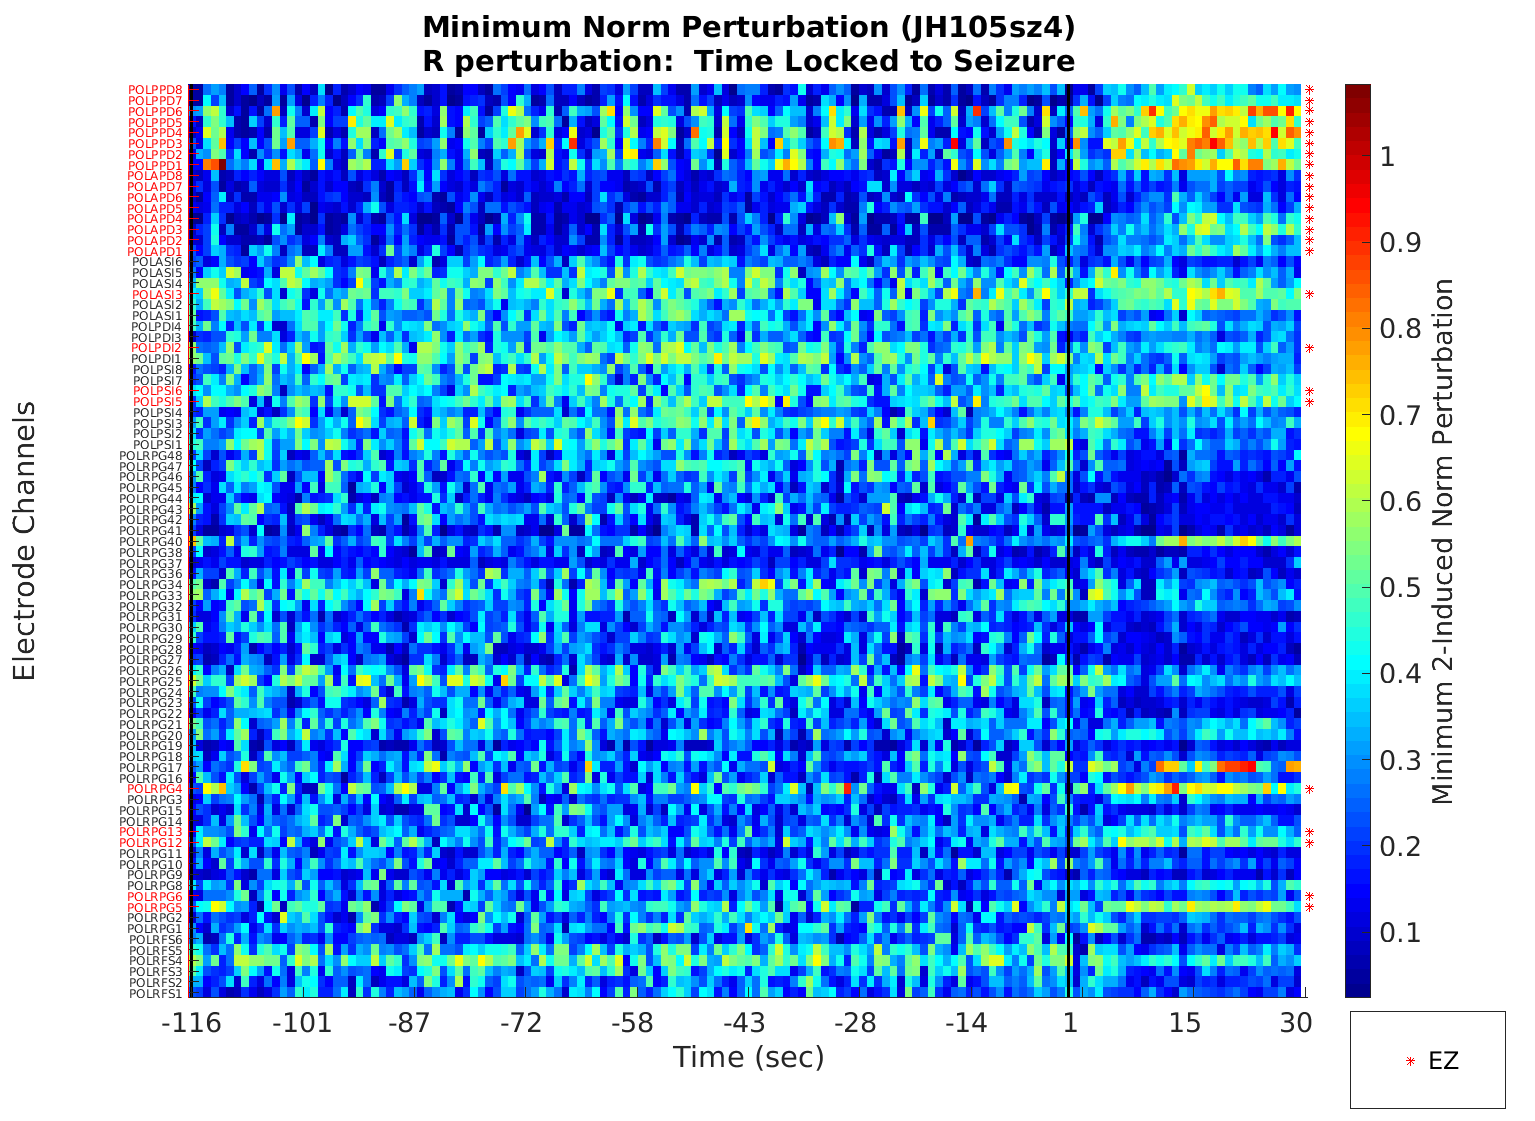 Minimum Norm Perturbation (JH105sz4)
R perturbation:  Time Locked to Seizure
Electrode Channels
POLPPD8
POLPPD7
POLPPD6
POLPPD5
POLPPD4
POLPPD3
POLPPD2
POLPPD1
POLAPD8
POLAPD7
POLAPD6
POLAPD5
POLAPD4
POLAPD3
POLAPD2
POLAPD1
POLASI6
POLASI5
POLASI4
POLASI3
POLASI2
POLASI1
POLPDI4
POLPDI3
POLPDI2
POLPDI1
POLPSI8
POLPSI7
POLPSI6
POLPSI5
POLPSI4
POLPSI3
POLPSI2
POLPSI1
POLRPG48
POLRPG47
POLRPG46
POLRPG45
POLRPG44
POLRPG43
POLRPG42
POLRPG41
POLRPG40
POLRPG38
POLRPG37
POLRPG36
POLRPG34
POLRPG33
POLRPG32
POLRPG31
POLRPG30
POLRPG29
POLRPG28
POLRPG27
POLRPG26
POLRPG25
POLRPG24
POLRPG23
POLRPG22
POLRPG21
POLRPG20
POLRPG19
POLRPG18
POLRPG17
POLRPG16
POLRPG4
POLRPG3
POLRPG15
POLRPG14
POLRPG13
POLRPG12
POLRPG11
POLRPG10
POLRPG9
POLRPG8
POLRPG6
POLRPG5
POLRPG2
POLRPG1
POLRFS6
POLRFS5
POLRFS4
POLRFS3
POLRFS2
POLRFS1
-116 -101 -87 -72 -58 -43 -28 -14 1 15 30
Time (sec)
1
0.9
0.8
0.7
0.6
0.5
0.4
0.3
0.2
0.1
Minimum 2-Induced Norm Perturbation
EZ